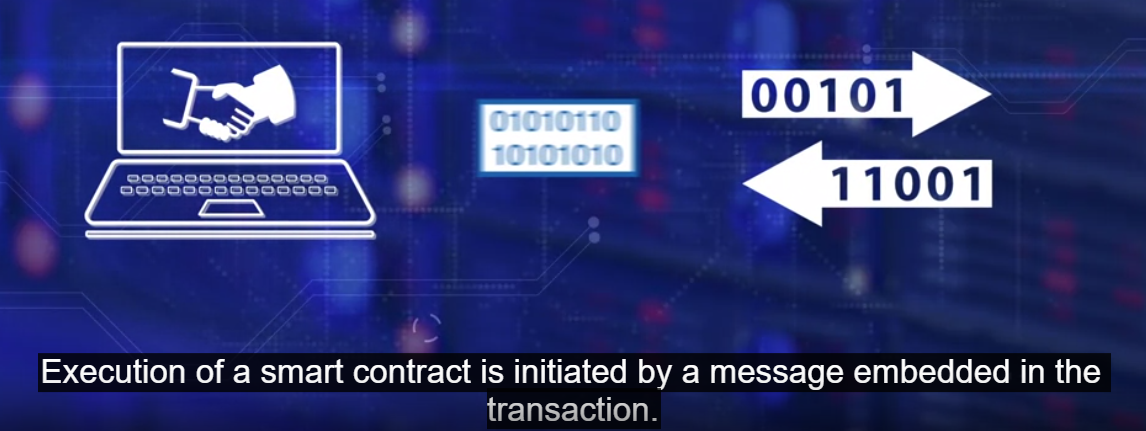 00101
01010110
10101010
11001
Execution of a smart contract is initiated by a message embedded in the
transaction.